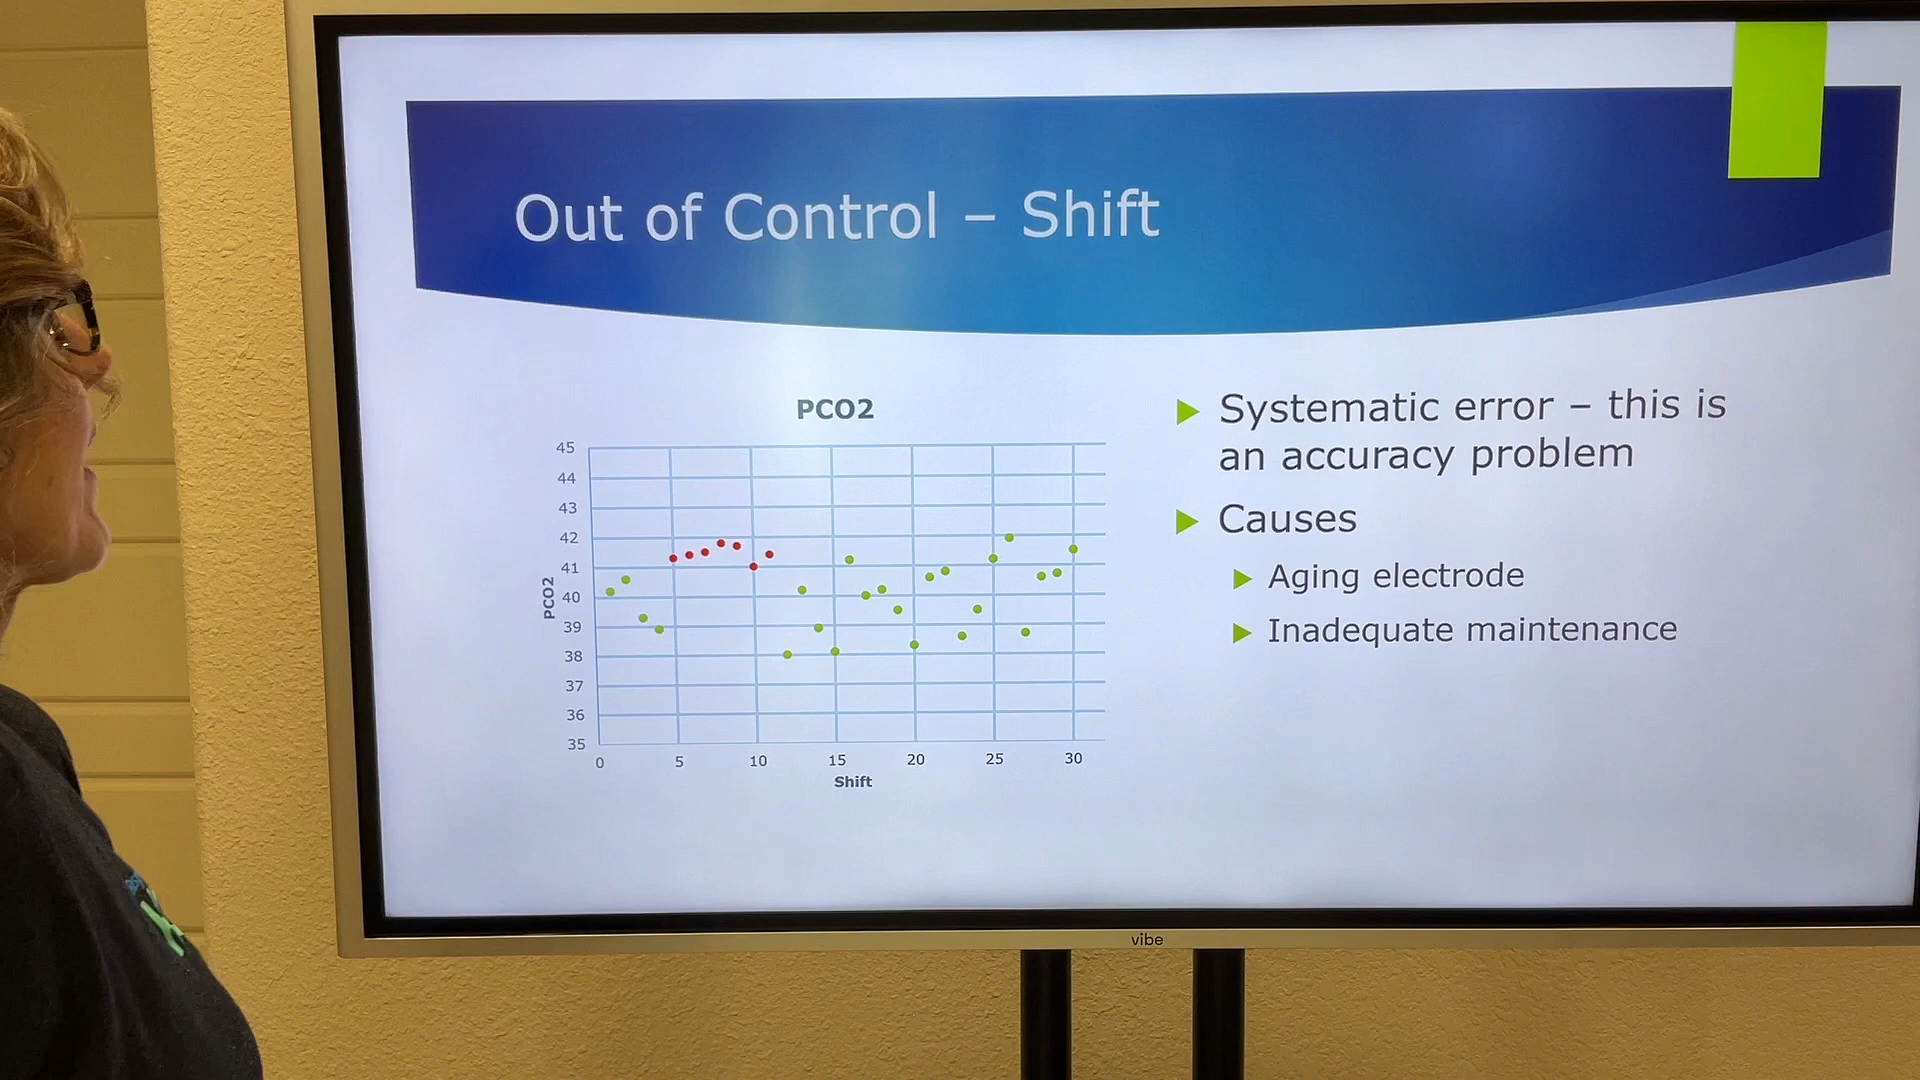 Out of Control – Shift
PCO2
45
44
43
42
41
40
39
38
37
36
35
PCO2
0 5 10 15 20 25 30
Shift
Systematic error – this is
an accuracy problem
Causes
Aging electrode
Inadequate maintenance
vibe